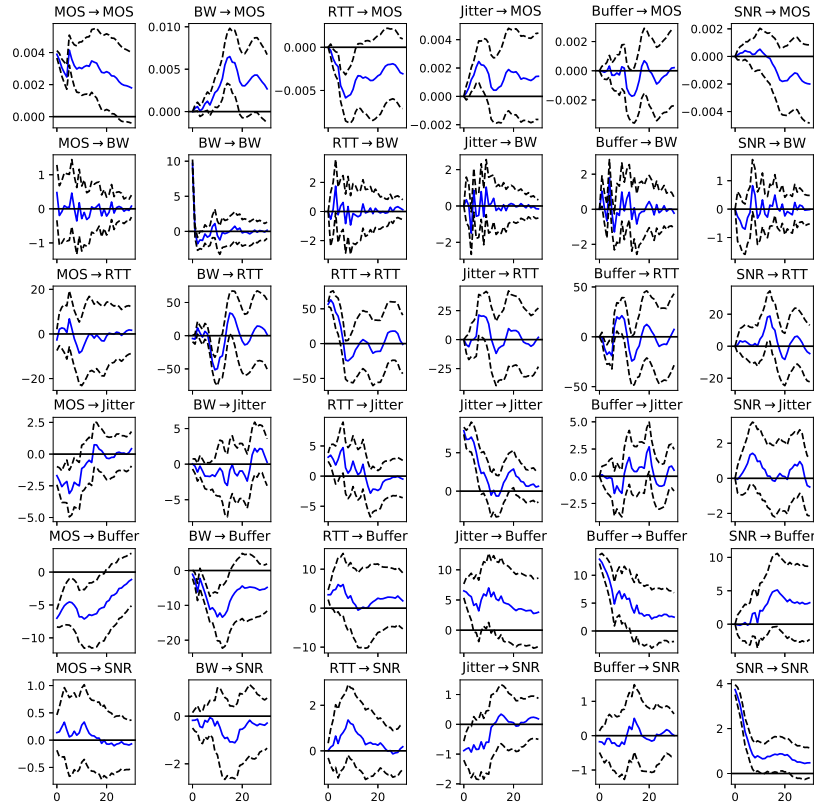 MOS → MOS BW → MOS RTT → MOS Jitter → MOS Buffer → MOS SNR → MOS
0.004 0.002 0.000
0.010 0.005 0.000
0.000 −0.005
0.004 0.002 0.000 −0.002
0.002 0.000 −0.002
0.002 0.000 −0.002 −0.004
MOS → BW BW → BW RTT → BW Jitter → BW Buffer → BW SNR → BW
1 0 −1
10 5 0
2 0 −2
2 0 −2
2 0 −2
1 0 −1
MOS → RTT BW → RTT RTT → RTT Jitter → RTT Buffer → RTT SNR → RTT
20 0 −20
50 0 −50
50 0 −50
25 0 −25
50 0 −50
20 0 −20
MOS → Jitter BW → Jitter RTT → Jitter Jitter → Jitter Buffer → Jitter SNR → Jitter
2.5 0.0 −2.5 −5.0
5 0 −5
5 0 −5
5 0
5.0 2.5 0.0 −2.5
2 0 −2
MOS → Buffer BW → Buffer RTT → Buffer Jitter → Buffer Buffer → Buffer SNR → Buffer
0 −5 −10
0 −10 −20
10 0 −10
10 5 0
10 5 0
10 5 0
MOS → SNR BW → SNR RTT → SNR Jitter → SNR Buffer → SNR SNR → SNR
1.0 0.5 0.0 −0.5
0 −2
2 0
1 0 −1 −2
1 0 −1
4 2 0
0 20 0 20 0 20 0 20 0 20 0 20